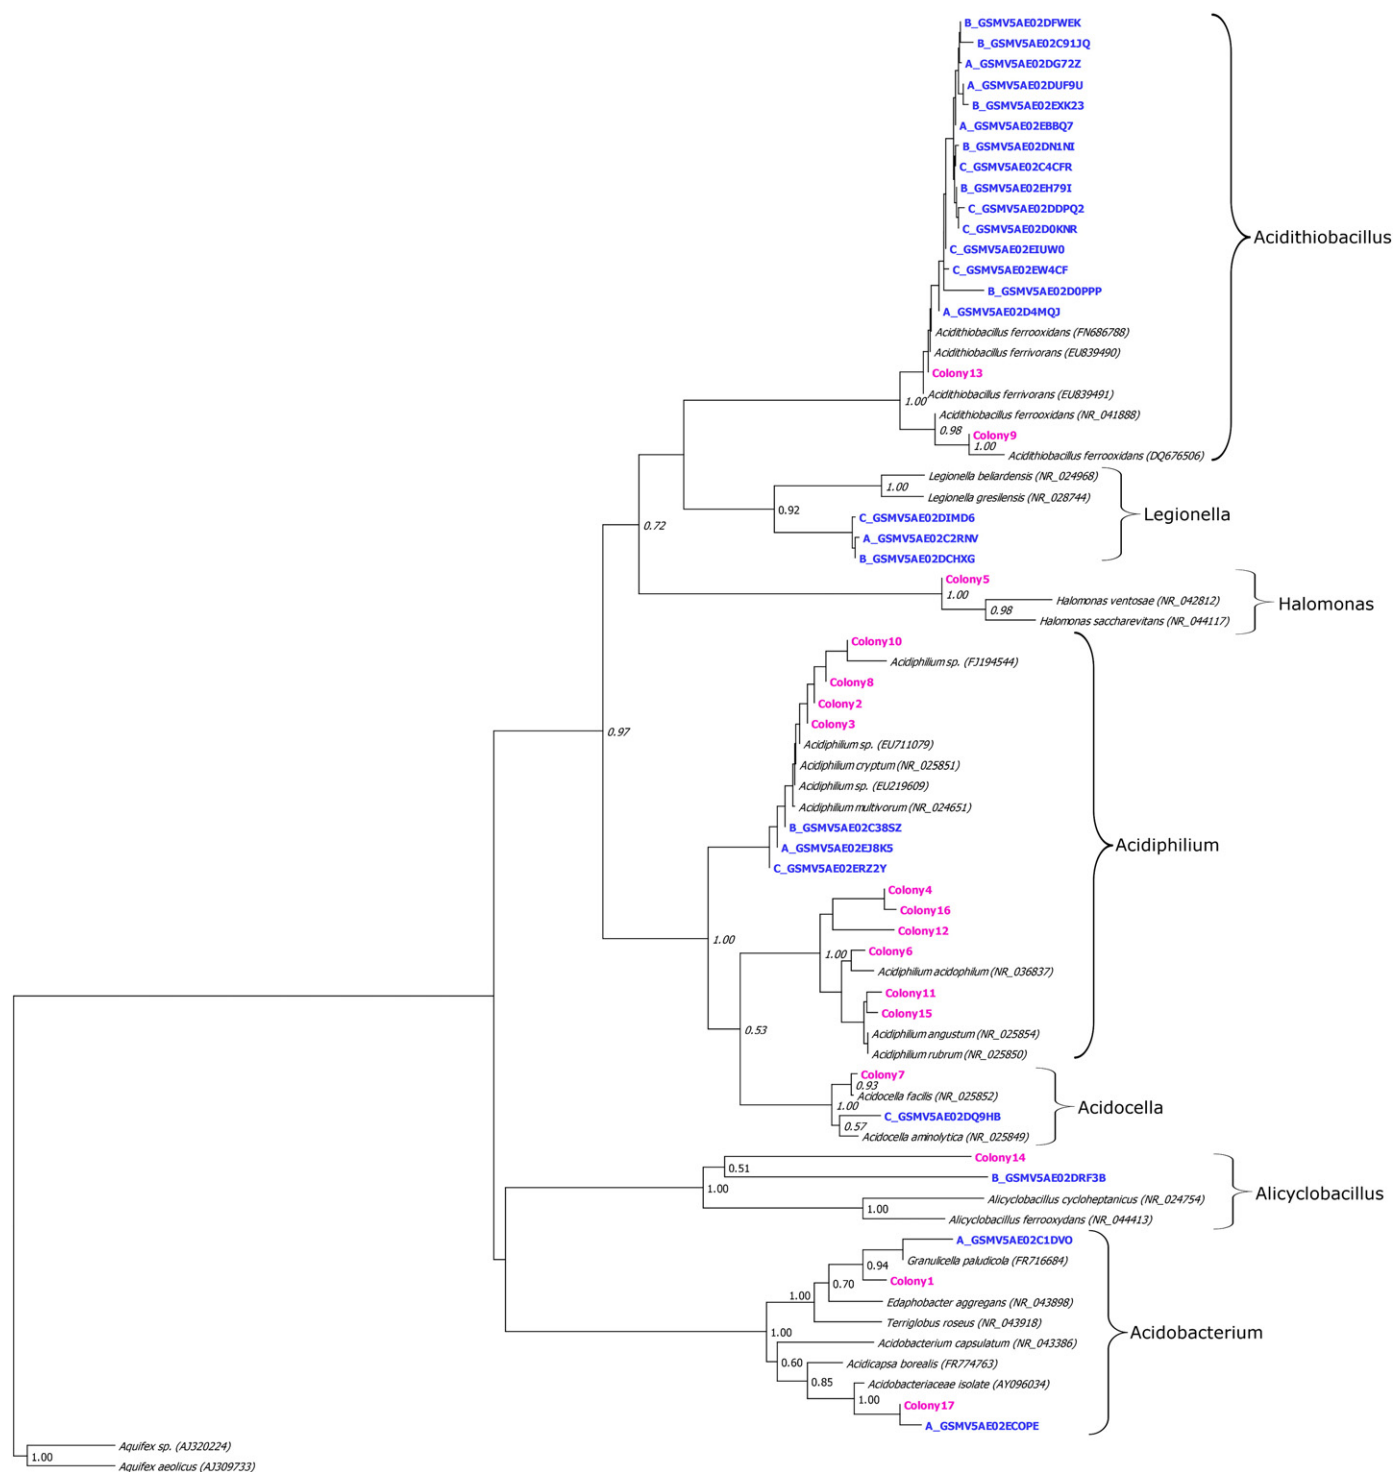 B_GSMV5AE02DFWEK
B_GSMV5AE02C91JQ
A_GSMV5AE02DG72Z
A_GSMV5AE02DUF9U
B_GSMV5AE02EXK23
A_GSMV5AE02EBBQ7
B_GSMV5AE02DN1NI
C_GSMV5AE02C4CFR
B_GSMV5AE02EH79I
C_GSMV5AE02DDPQ2
C_GSMV5AE02D0KNR
Acidithiobacillus
C_GSMV5AE02EIUW0
C_GSMV5AE02EW4CF
B_GSMV5AE02D0PPP
A_GSMV5AE02D4MQJ
Acidithiobacillus ferrooxidans (FN686788)
Acidithiobacillus ferrivorans (EU839490)
Colony13
Acidithiobacillus ferrivorans (EU839491)
1.00
Acidithiobacillus ferrooxidans (NR_041888)
0.98
Colony9
1.00
Acidithiobacillus ferrooxidans (DQ676506)
Legionella beliardensis (NR_024968)
1.00
Legionella gresilensis (NR_028744)
0.92
Legionella
C_GSMV5AE02DIMD6
0.72
A_GSMV5AE02C2RNV
B_GSMV5AE02DCHXG
Colony5
1.00
Halomonas ventosae (NR_042812)
Halomonas
0.98
Halomonas saccharevitans (NR_044117)
Colony10
Acidiphilium sp. (FJ194544)
Colony8
Colony2
Colony3
0.97
Acidiphilium sp. (EU711079)
Acidiphilium cryptum (NR_025851)
Acidiphilium sp. (EU219609)
Acidiphilium multivorum (NR_024651)
B_GSMV5AE02C38SZ
Acidiphilium
A_GSMV5AE02EJ8K5
C_GSMV5AE02ERZ2Y
Colony4
Colony16
Colony12
1.00
Colony6
1.00
Acidiphilium acidophilum (NR_036837)
Colony11
Colony15
0.53
Acidiphilium angustum (NR_025854)
Acidiphilium rubrum (NR_025850)
Colony7
0.93
Acidocella facilis (NR_025852)
1.00
Acidocella
C_GSMV5AE02DQ9HB
0.57
Acidocella aminolytica (NR_025849)
Colony14
0.51
B_GSMV5AE02DRF3B
1.00
Alicyclobacillus
Alicyclobacillus cycloheptanicus (NR_024754)
1.00
Alicyclobacillus ferrooxydans (NR_044413)
A_GSMV5AE02C1DVO
Granulicella paludicola (FR716684)
0.94
Colony1
0.70
1.00
Edaphobacter aggregans (NR_043898)
Terriglobus roseus (NR_043918)
1.00
Acidobacterium
Acidobacterium capsulatum (NR_043386)
0.60
Acidicapsa borealis (FR774763)
0.85
Acidobacteriaceae isolate (AY096034)
1.00
Colony17
A_GSMV5AE02ECOPE
Aquifex sp. (AJ320224)
1.00
Aquifex aeolicus (AJ309733)